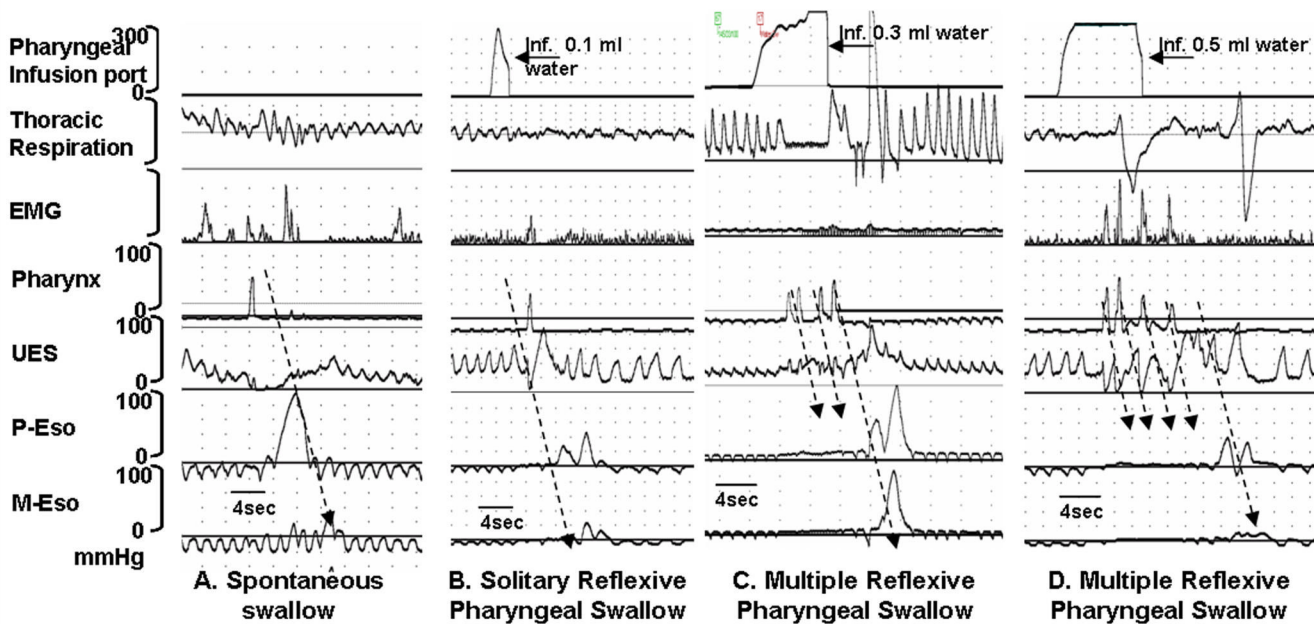 Pharyngeal
Infusion port
300
0
Thoracic
Respiration
EMG
Pharynx
100
0
UES
100
0
P-Eso
100
0
M-Eso
100
0
mmHg
Inf. 0.1 ml
water
Inf. 0.3 ml water
Inf. 0.5 ml water
4sec
4sec
4sec
4sec
A. Spontaneous
swallow
B. Solitary Reflexive
Pharyngeal Swallow
C. Multiple Reflexive
Pharyngeal Swallow
D. Multiple Reflexive
Pharyngeal Swallow